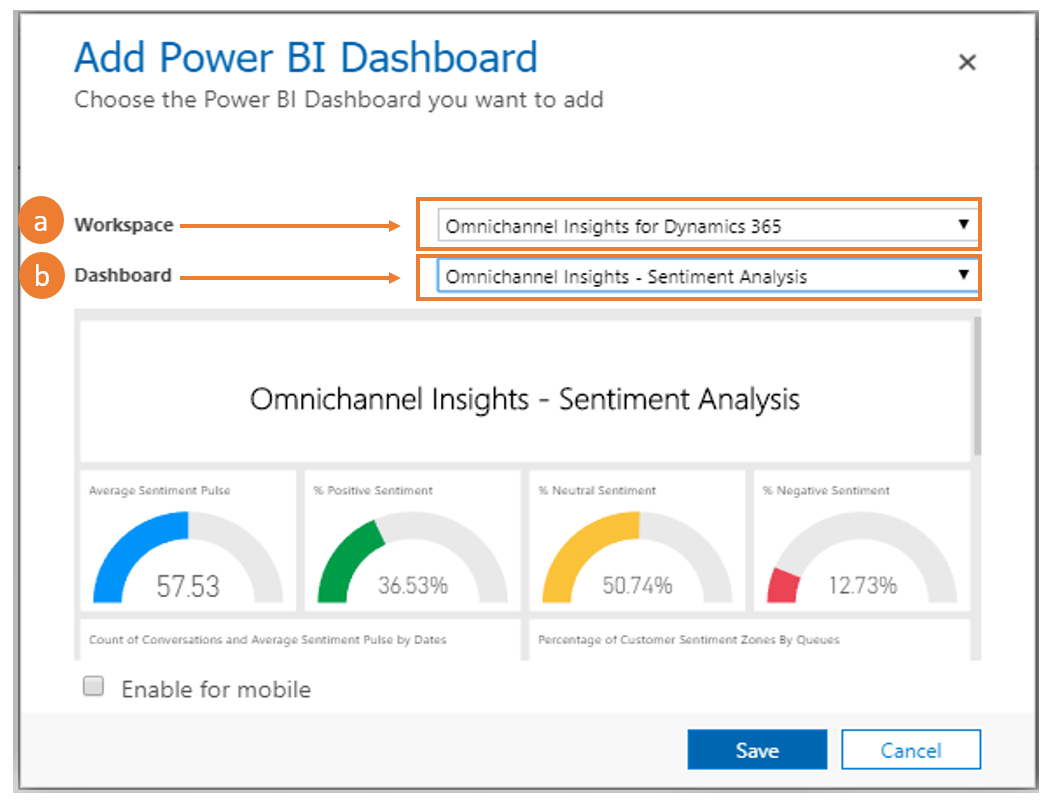 Add Power BI Dashboard
Choose the Power BI Dashboard you want to add
a Workspace Omnichannel Insights for Dynamics 365
b Dashboard Omnichannel Insights - Sentiment Analysis
Omnichannel Insights - Sentiment Analysis
Average Sentiment Pulse % Positive Sentiment % Neutral Sentiment % Negative Sentiment
57.53 36.53% 50.74% 12.73%
Count of Conversations and Average Sentiment Pulse by Dates Percentage of Customer Sentiment Zones By Queues
Enable for mobile
Save Cancel